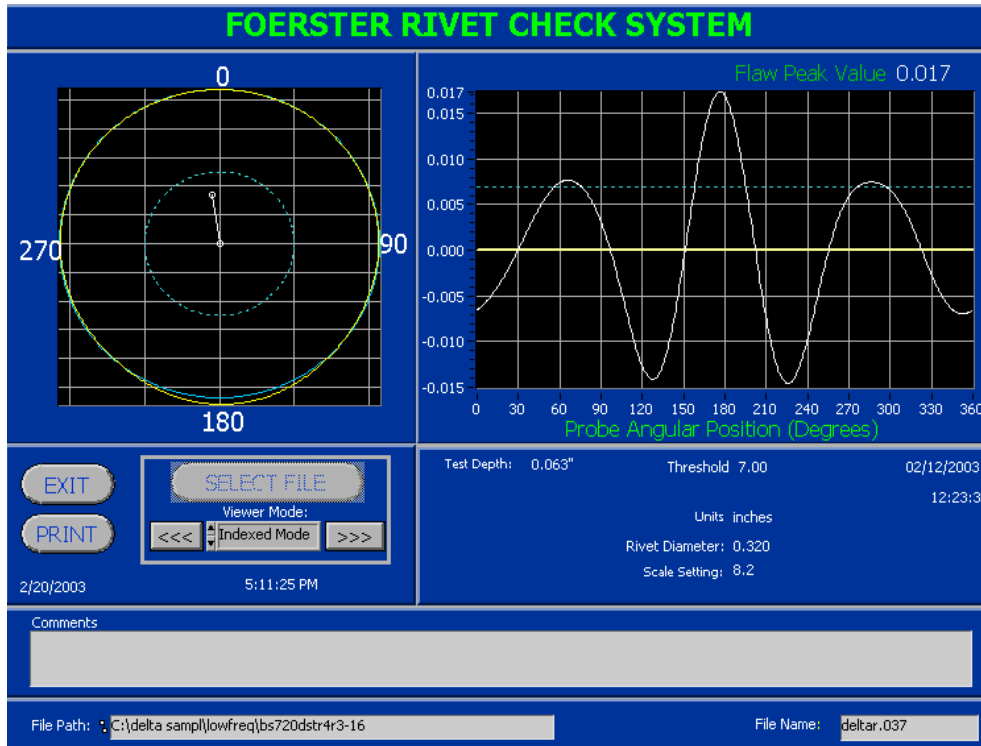 FOERSTER RIVET CHECK SYSTEM
0
270
90
180
Flaw Peak Value 0.017
0.017
0.015
0.010
0.005
0.000
-0.005
-0.010
-0.015
0 30 60 90 120 150 180 210 240 270 300 330 360
Probe Angular Position (Degrees)
EXIT
PRINT
SELECT FILE
Viewer Mode:
<<< Indexed Mode >>>
2/20/2003 5:11:25 PM
Test Depth: 0.063" Threshold 7.00 02/12/2003
12:23:3
Units inches
Rivet Diameter: 0.320
Scale Setting: 8.2
Comments
File Path: C:\delta sampl\lowfreq\bs720dstr4r3-16
File Name: deltar.037